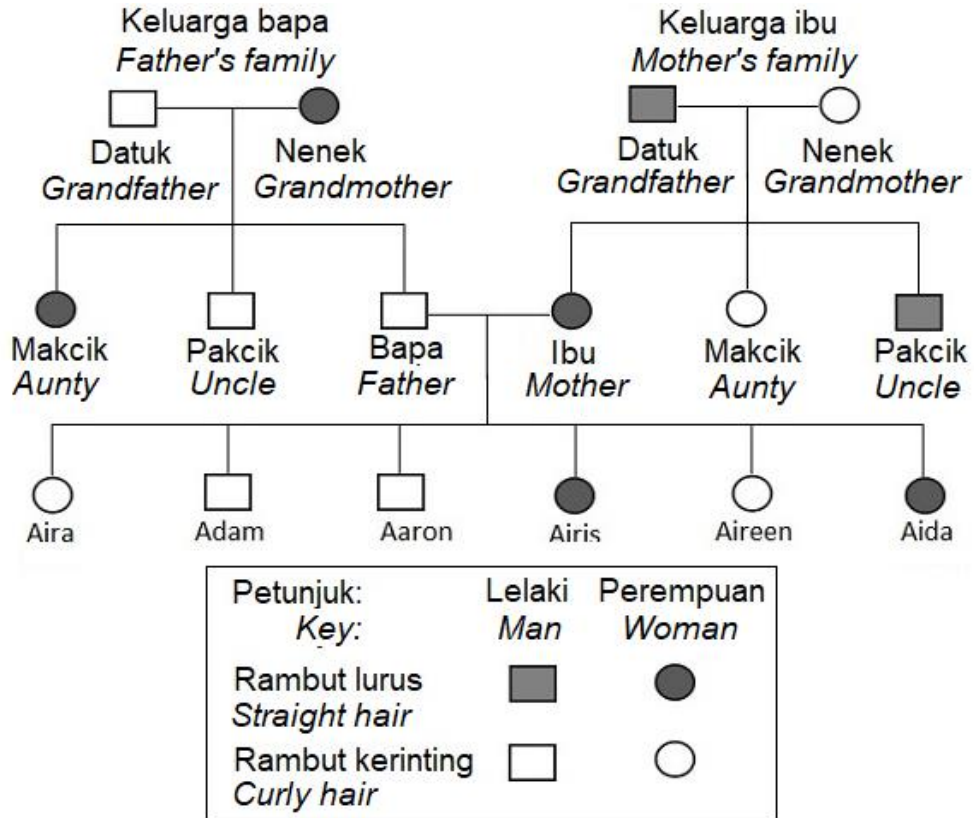 Keluarga bapa
Father's family
Keluarga ibu
Mother's family
Datuk
Grandfather
Nenek
Grandmother
Datuk
Grandfather
Nenek
Grandmother
Makcik
Aunty
Pakcik
Uncle
Bapa
Father
Ibu
Mother
Makcik
Aunty
Pakcik
Uncle
Aira
Adam
Aaron
Airis
Aireen
Aida
Petunjuk:
Key:
Lelaki
Man
Perempuan
Woman
Rambut lurus
Straight hair
Rambut kerinting
Curly hair